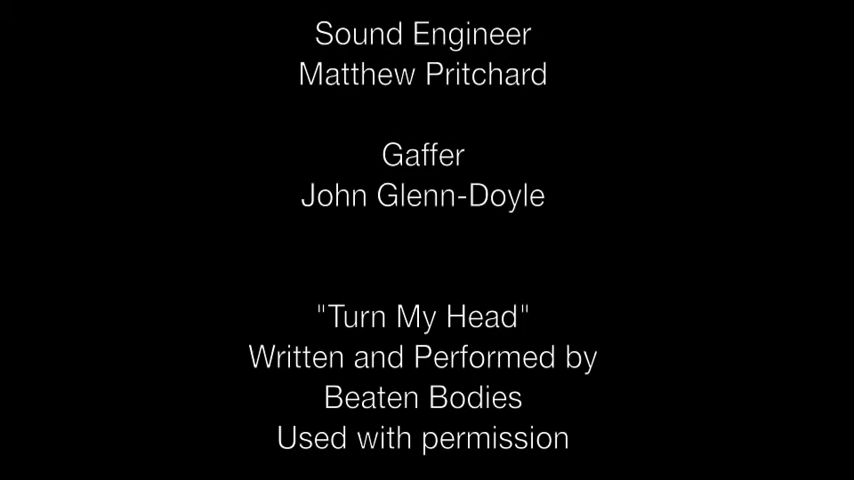 Sound Engineer
Matthew Pritchard
Gaffer
John Glenn-Doyle
"Turn My Head"
Written and Performed by
Beaten Bodies
Used with permission